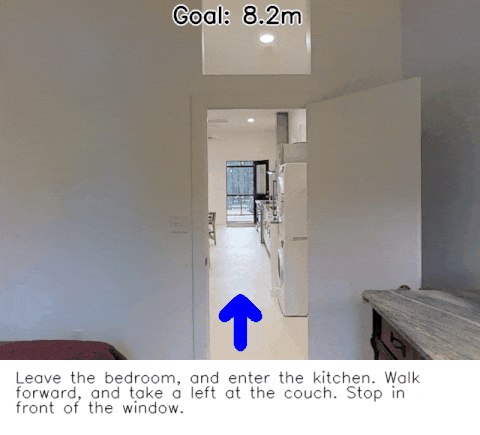 Goal: 8.2m
Leave the bedroom, and enter the kitchen. Walk
forward, and take a left at the couch. Stop in
front of the window.